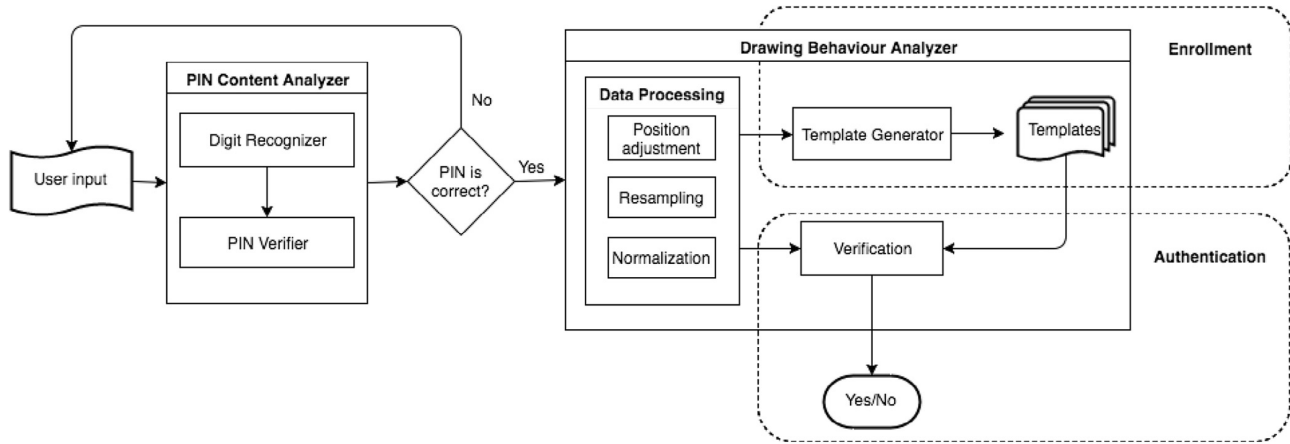 User input
PIN Content Analyzer
Digit Recognizer
PIN Verifier
No
PIN is
correct?
Yes
Drawing Behaviour Analyzer
Data Processing
Position
adjustment
Resampling
Normalization
Enrollment
Template Generator
Templates
Authentication
Verification
Yes/No